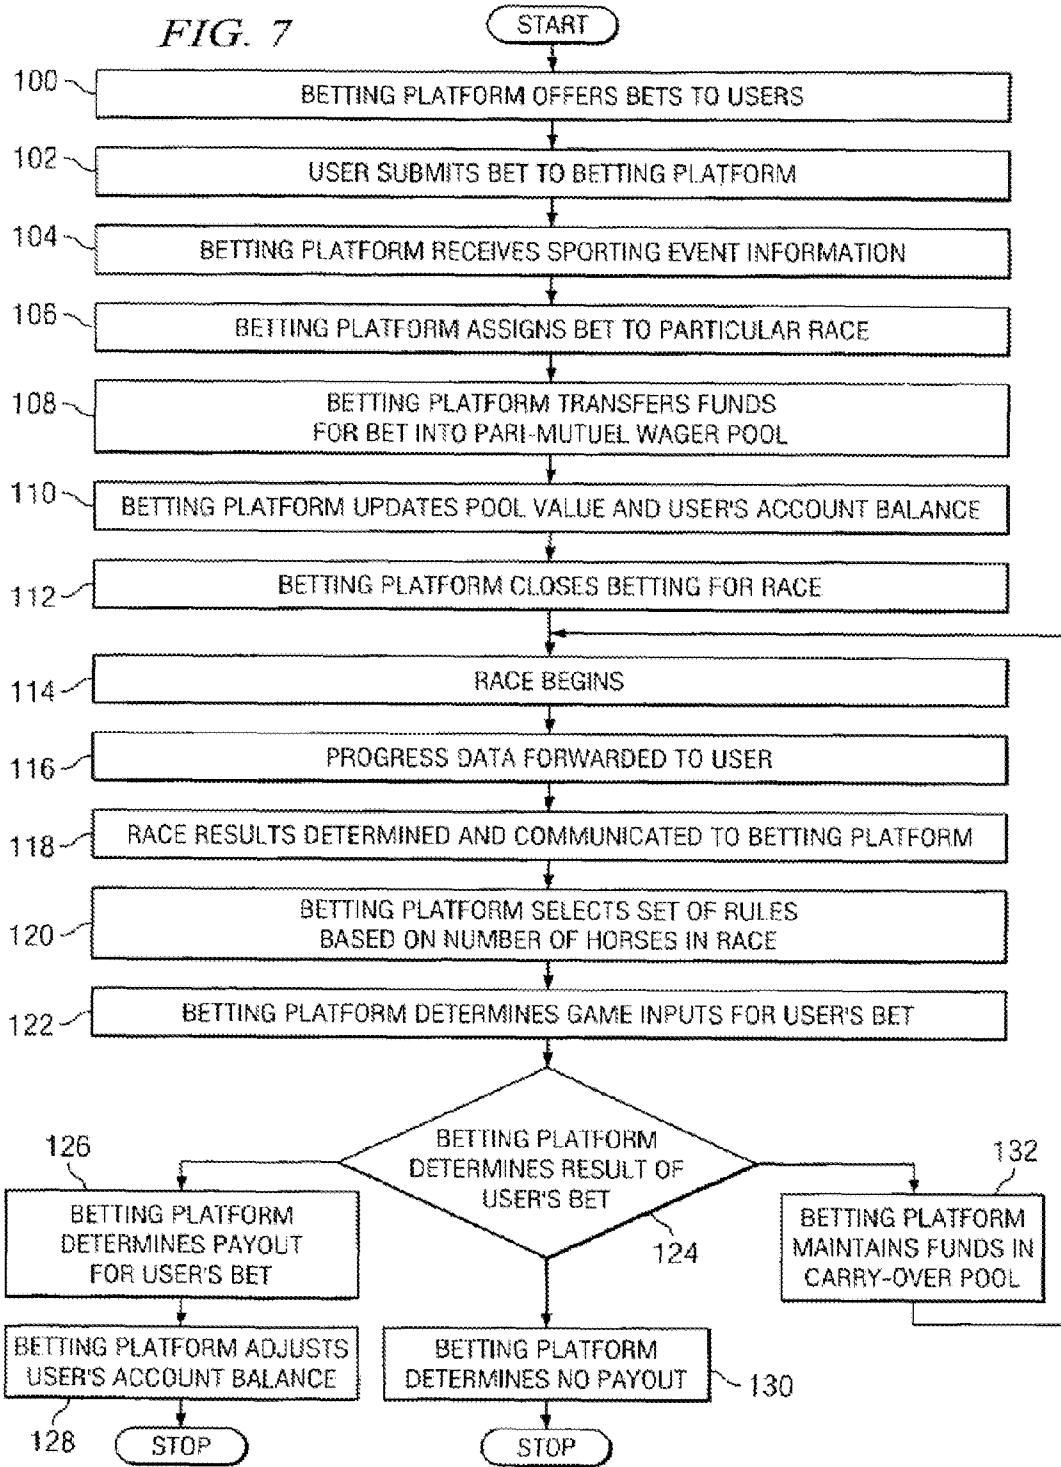 FIG. 7
START
100
BETTING PLATFORM OFFERS BETS TO USERS
102
USER SUBMITS BET TO BETTING PLATFORM
104
BETTING PLATFORM RECEIVES SPORTING EVENT INFORMATION
106
BETTING PLATFORM ASSIGNS BET TO PARTICULAR RACE
108
BETTING PLATFORM TRANSFERS FUNDS
FOR BET INTO PARI-MUTUEL WAGER POOL
110
BETTING PLATFORM UPDATES POOL VALUE AND USER'S ACCOUNT BALANCE
112
BETTING PLATFORM CLOSES BETTING FOR RACE
114
RACE BEGINS
116
PROGRESS DATA FORWARDED TO USER
118
RACE RESULTS DETERMINED AND COMMUNICATED TO BETTING PLATFORM
120
BETTING PLATFORM SELECTS SET OF RULES
BASED ON NUMBER OF HORSES IN RACE
122
BETTING PLATFORM DETERMINES GAME INPUTS FOR USER'S BET
BETTING PLATFORM
DETERMINES RESULT OF
USER'S BET
124
126
BETTING PLATFORM
DETERMINES PAYOUT
FOR USER'S BET
132
BETTING PLATFORM
MAINTAINS FUNDS IN
CARRY-OVER POOL
BETTING PLATFORM ADJUSTS
USER'S ACCOUNT BALANCE
128
STOP
BETTING PLATFORM
DETERMINES NO PAYOUT
130
STOP